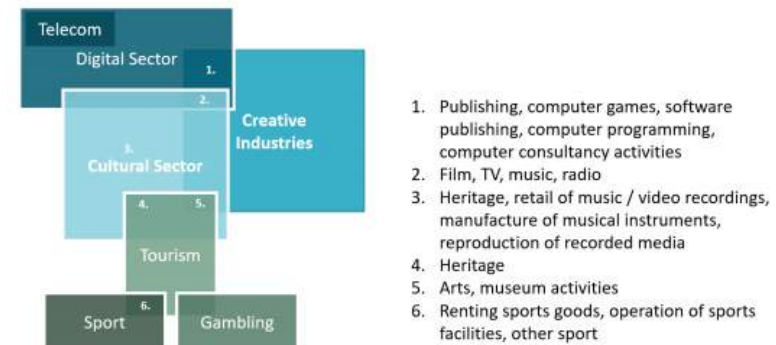 Telecom
Digital Sector
1.
2.
Creative
Industries
3.
Cultural Sector
4.
5.
Tourism
6.
Sport
Gambling
1. Publishing, computer games, software
publishing, computer programming,
computer consultancy activities
2. Film, TV, music, radio
3. Heritage, retail of music / video recordings,
manufacture of musical instruments,
reproduction of recorded media
4. Heritage
5. Arts, museum activities
6. Renting sports goods, operation of sports
facilities, other sport